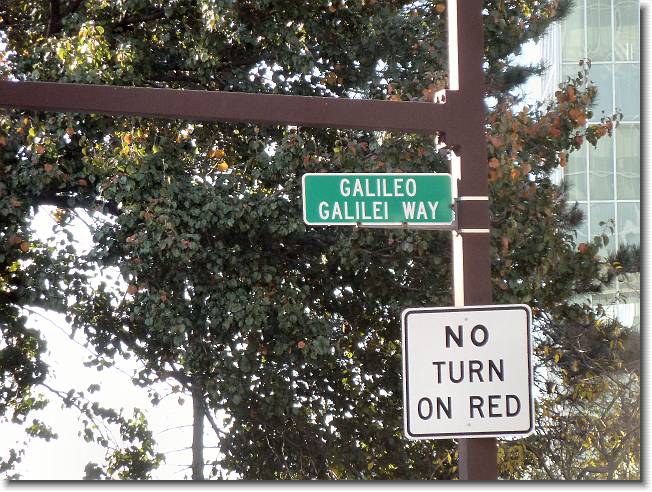 GALILEO
GALILEI WAY
NO
TURN
ON RED